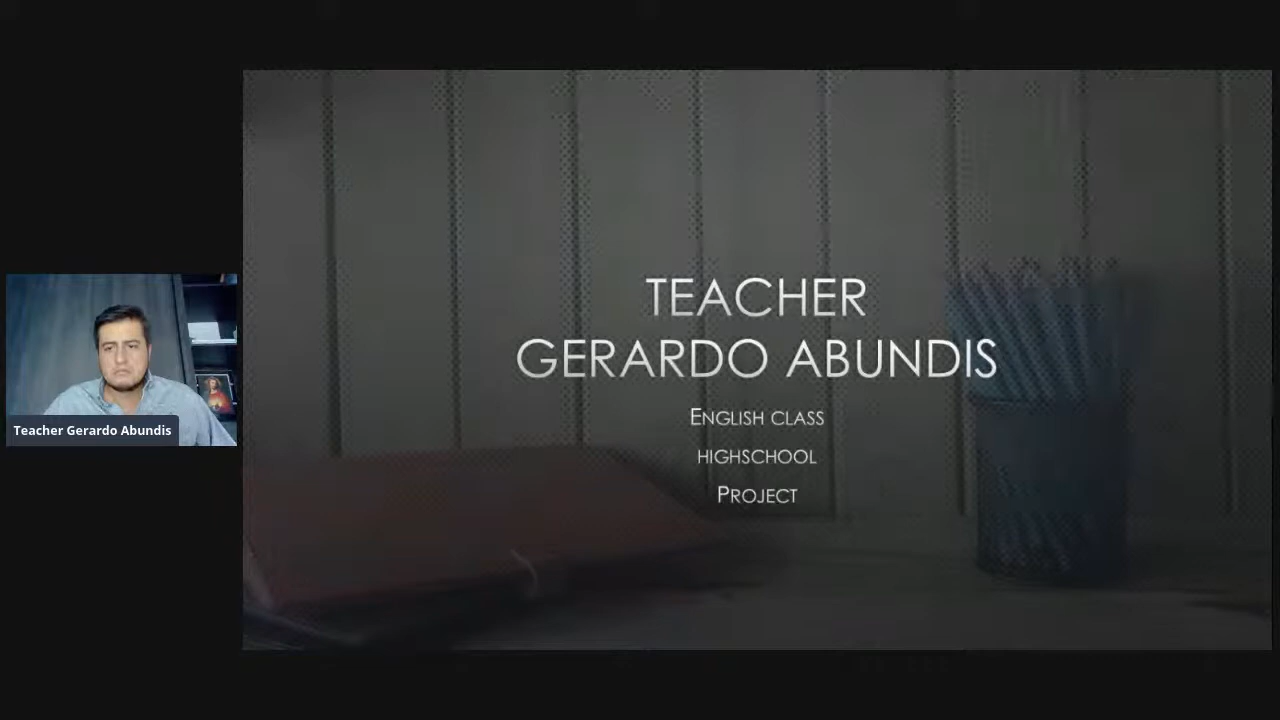 TEACHER
GERARDO ABUNDIS
ENGLISH CLASS
HIGHSCHOOL
PROJECT
Teacher Gerardo Abundis